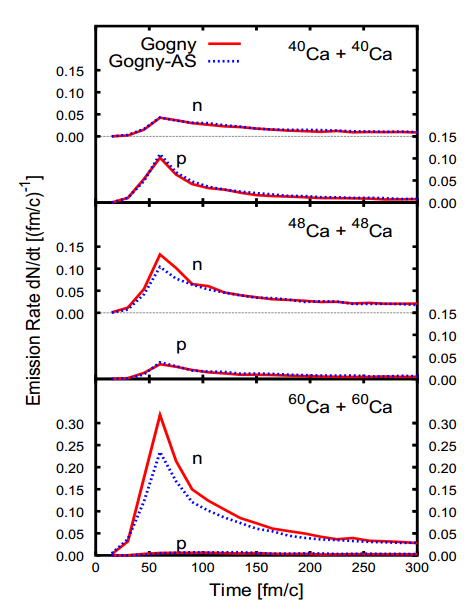 Gogny
Gogny-AS
40Ca + 40Ca
0.15
0.10
0.05
0.00
n
p
0.15
0.10
0.05
0.00
48Ca + 48Ca
0.15
0.10
0.05
0.00
n
p
0.15
0.10
0.05
0.00
60Ca + 60Ca
0.30
0.25
0.20
0.15
0.10
0.05
0.00
n
p
0.30
0.25
0.20
0.15
0.10
0.05
0.00
0 50 100 150 200 250 300
Time [fm/c]
Emission Rate dN/dt [(fm/c)⁻¹]